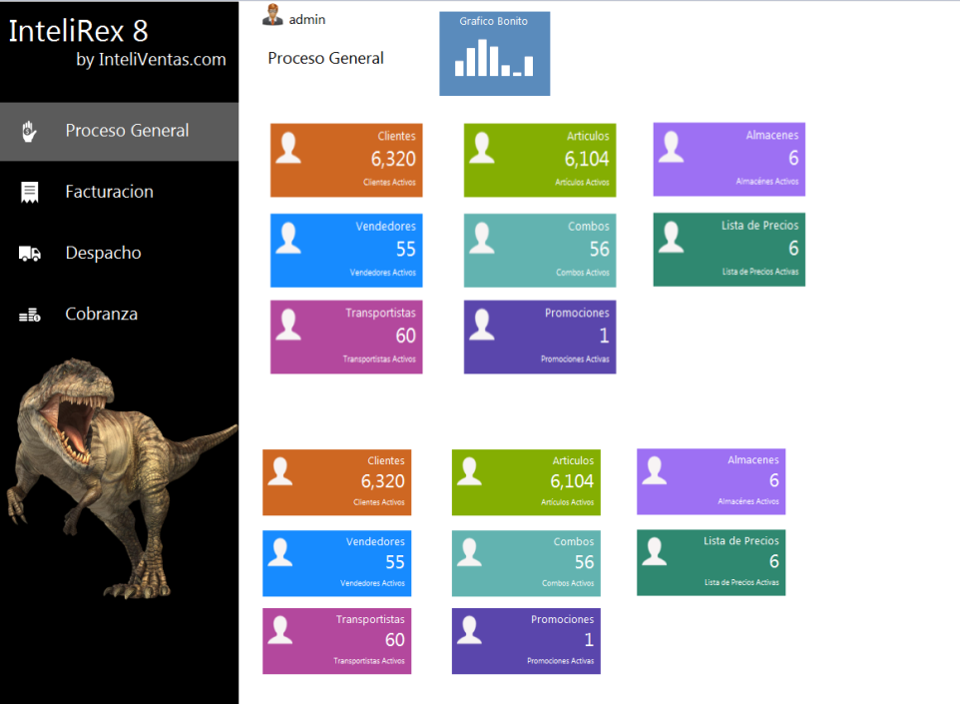 InteliRex 8
by InteliVentas.com
Proceso General
Facturacion
Despacho
Cobranza
admin
Proceso General
Grafico Bonito
Clientes
6,320
Clientes Activos
Articulos
6,104
Artículos Activos
Almacenes
6
Almacénes Activos
Vendedores
55
Vendedores Activos
Combos
56
Combos Activos
Lista de Precios
6
Lista de Precios Activas
Transportistas
60
Transportistas Activos
Promociones
1
Promociones Activas
Clientes
6,320
Clientes Activos
Articulos
6,104
Artículos Activos
Almacenes
6
Almacénes Activos
Vendedores
55
Vendedores Activos
Combos
56
Combos Activos
Lista de Precios
6
Lista de Precios Activas
Transportistas
60
Transportistas Activos
Promociones
1
Promociones Activas